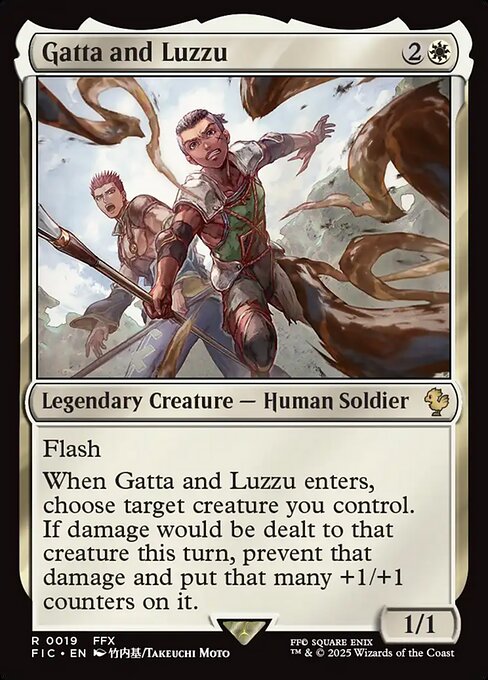 Gatta and Luzzu 2
Legendary Creature — Human Soldier
Flash
When Gatta and Luzzu enters,
choose target creature you control.
If damage would be dealt to that
creature this turn, prevent that
damage and put that many +1/+1
counters on it.
1/1
R 0019 FFX
FIC • EN 竹内基/Takeuchi Moto
FF© SQUARE ENIX
™ & © 2025 Wizards of the Coast